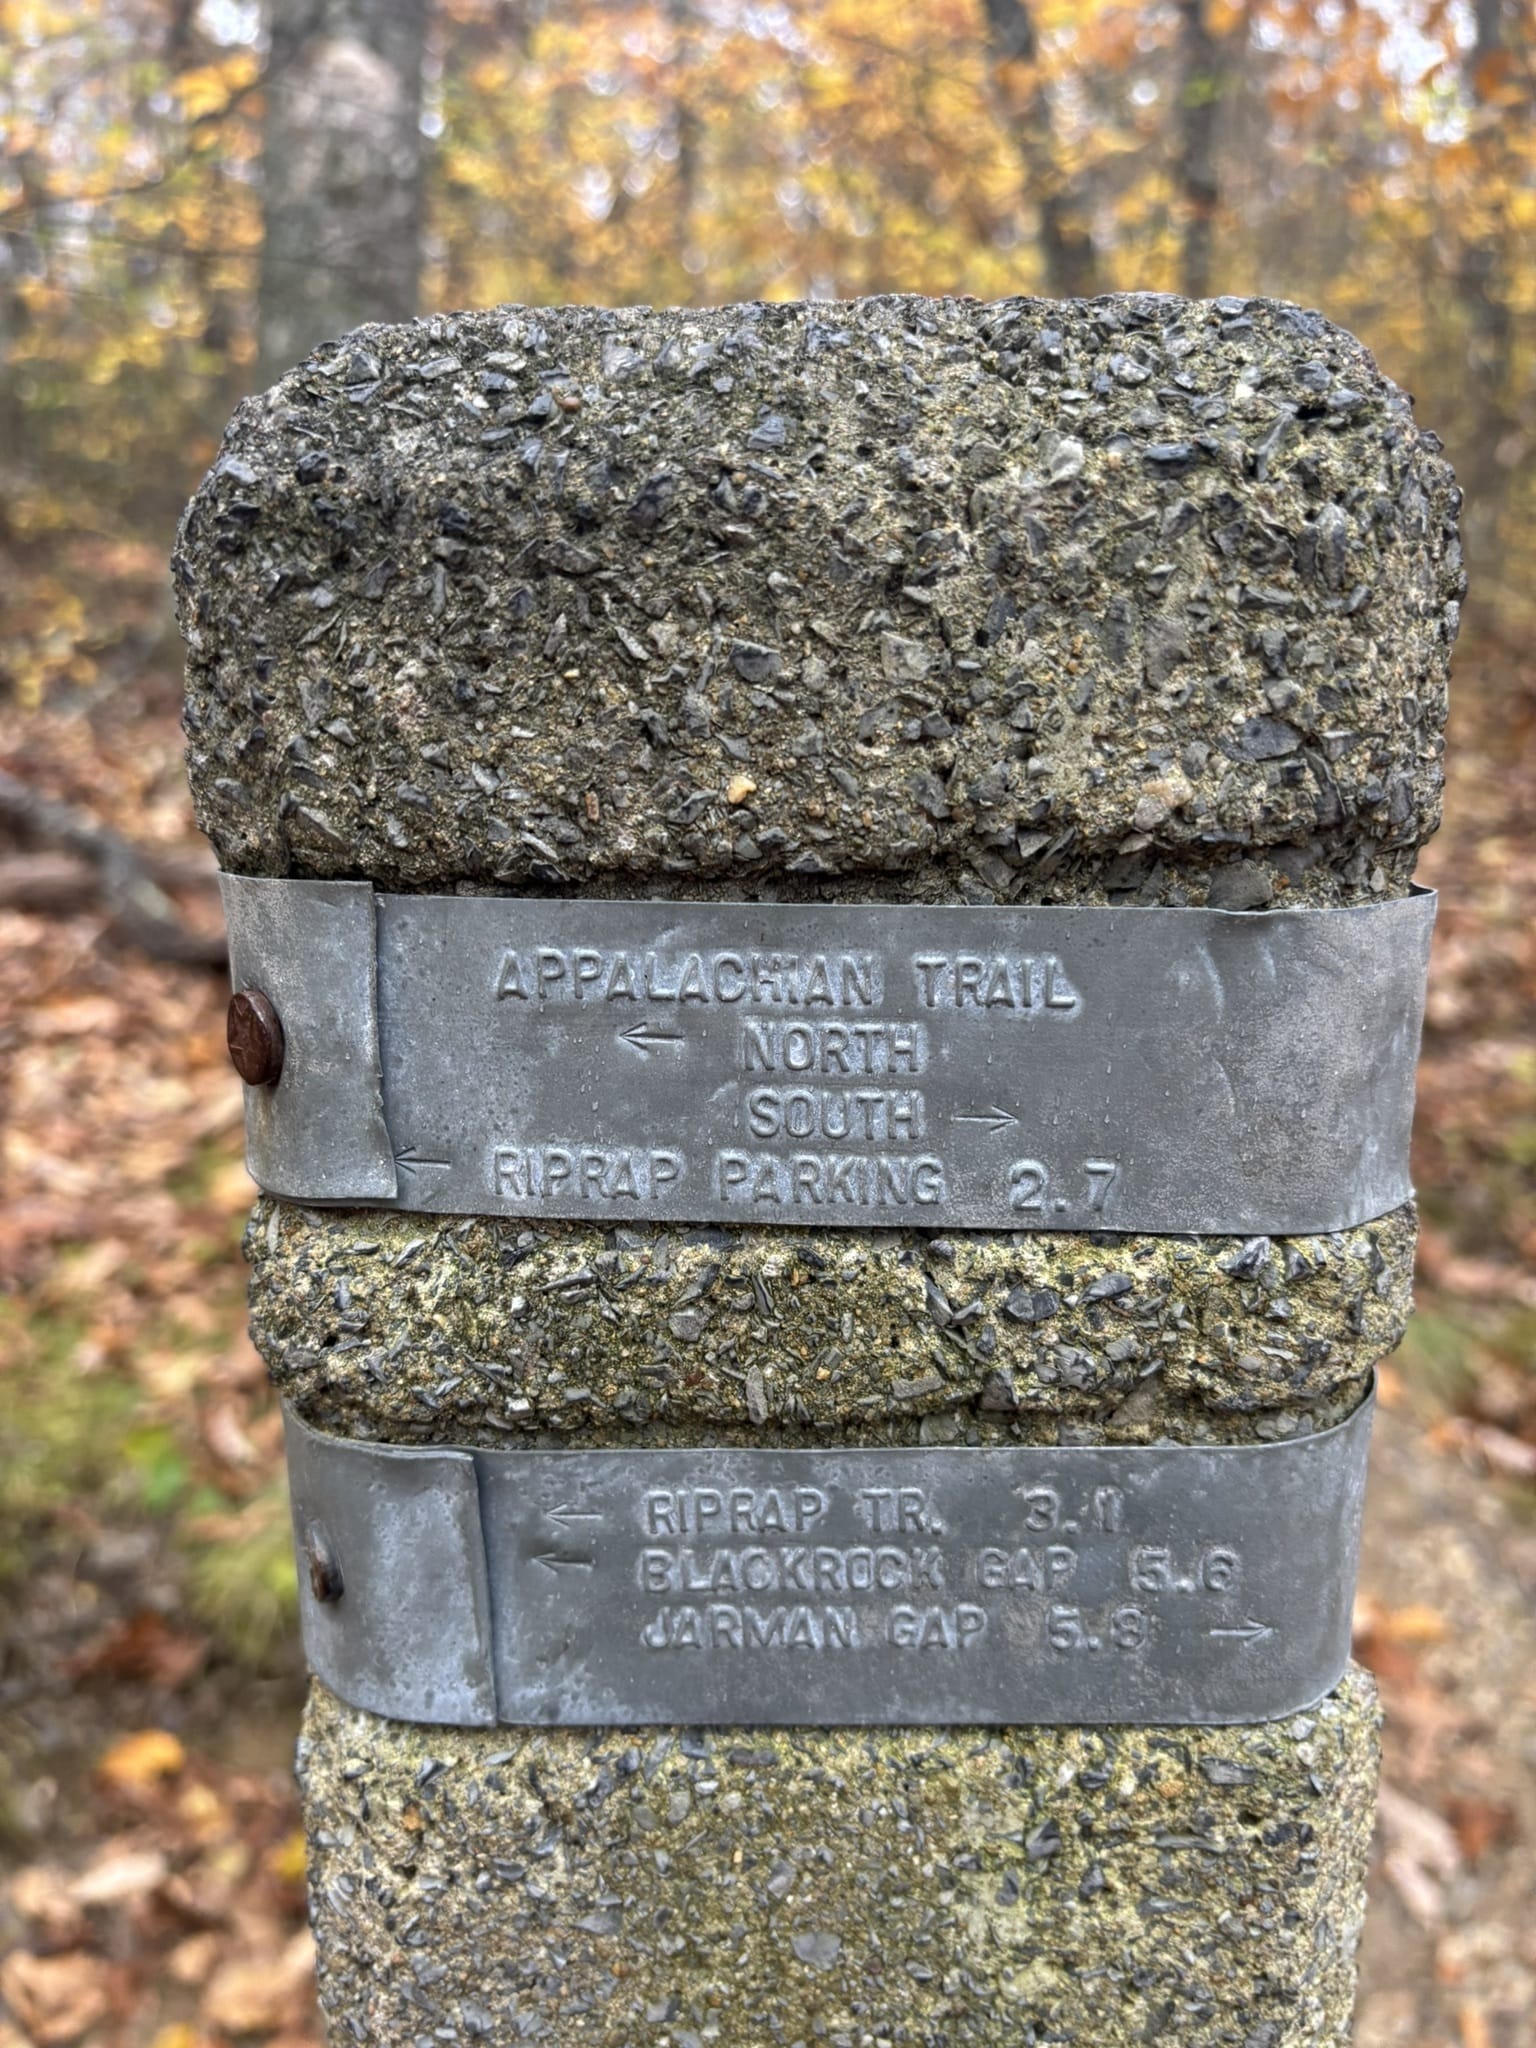 APPALACHIAN TRAIL
← NORTH
SOUTH →
← RIPRAP PARKING 2.7
← RIPRAP TR. 3.1
← BLACKROCK GAP 5.6
JARMAN GAP 5.9 →